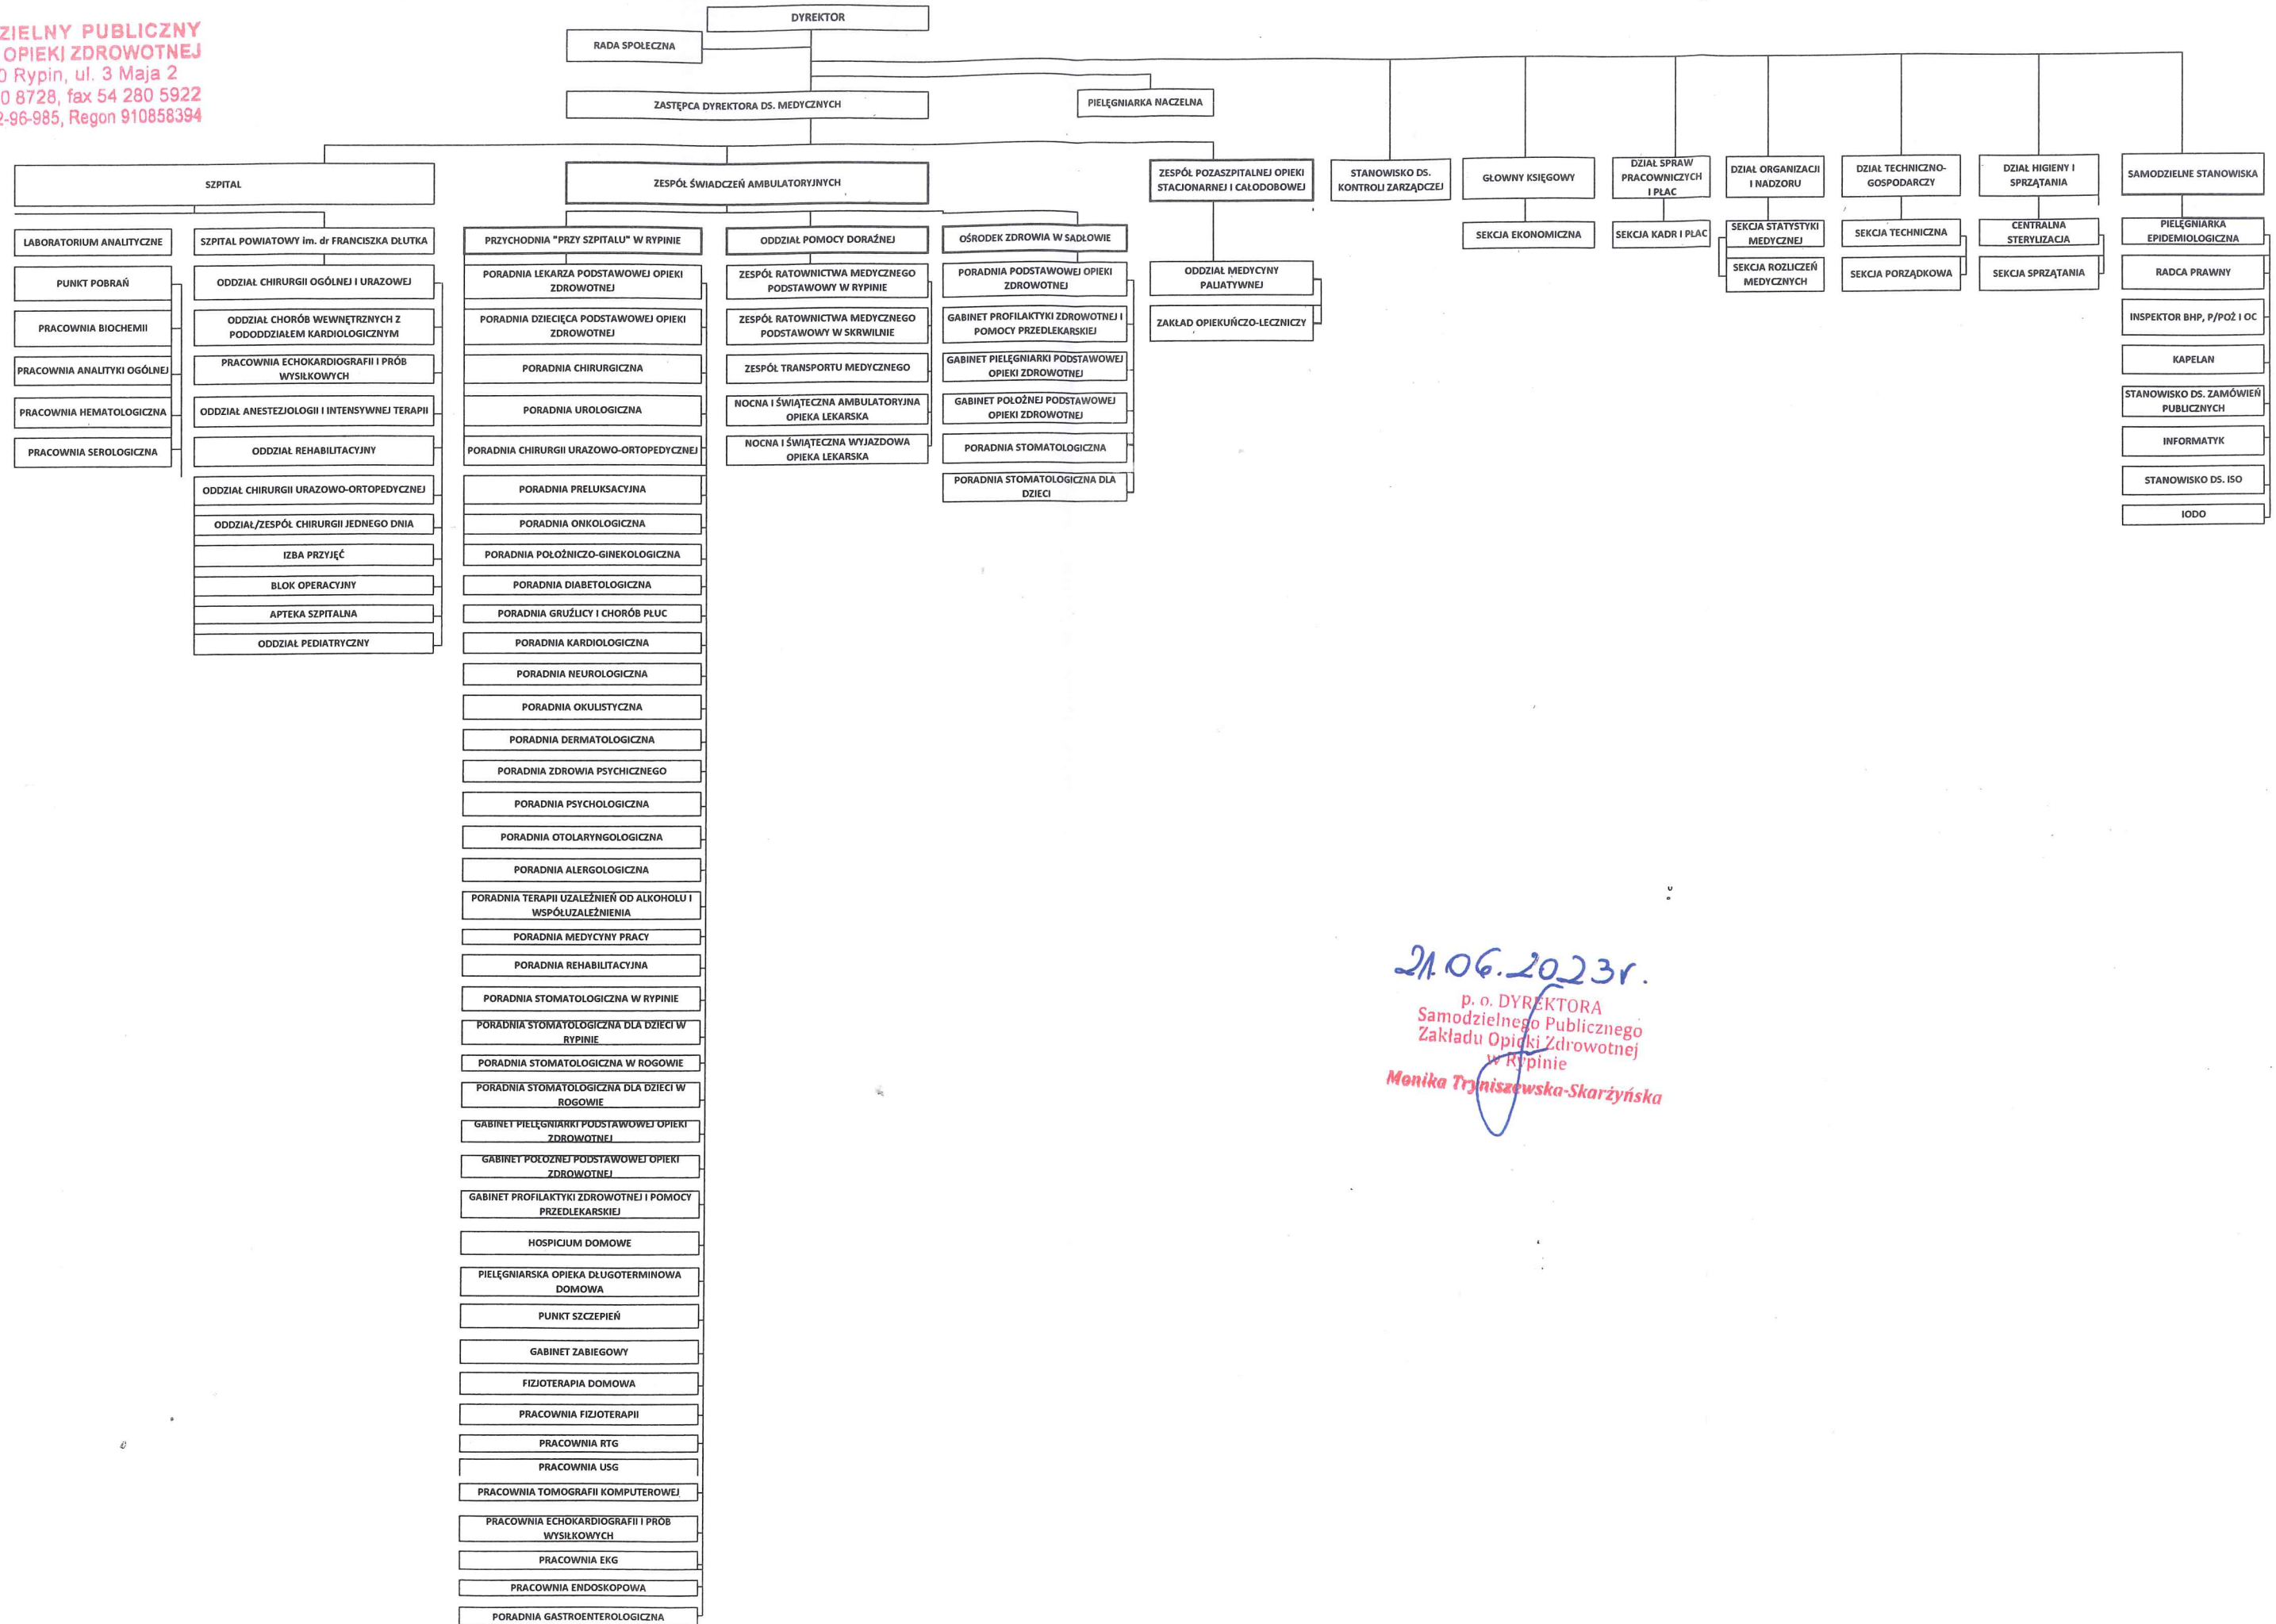 ZIELNY PUBLICZNY
OPIEKI ZDROWOTNEJ
0 Rypin, ul. 3 Maja 2
0 8728, fax 54 280 5922
2-96-985, Regon 910858394
DYREKTOR
RADA SPOŁECZNA
ZASTĘPCA DYREKTORA DS. MEDYCZNYCH
PIELĘGNIARKA NACZELNA
SZPITAL
ZESPÓŁ ŚWIADCZEŃ AMBULATORYJNYCH
ZESPÓŁ POZASZPITALNEJ OPIEKI
STACJONARNEJ I CAŁODOBOWEJ
STANOWISKO DS.
KONTROLI ZARZĄDCZEJ
GŁOWNY KSIĘGOWY
DZIAŁ SPRAW
PRACOWNICZYCH
I PŁAC
DZIAŁ ORGANIZACJI
I NADZORU
DZIAŁ TECHNICZNO-
GOSPODARCZY
DZIAŁ HIGIENY I
SPRZĄTANIA
SAMODZIELNE STANOWISKA
LABORATORIUM ANALITYCZNE
PUNKT POBRAŃ
PRACOWNIA BIOCHEMII
PRACOWNIA ANALITYKI OGÓLNEJ
PRACOWNIA HEMATOLOGICZNA
PRACOWNIA SEROLOGICZNA
SZPITAL POWIATOWY im. dr FRANCISZKA DŁUTKA
ODDZIAŁ CHIRURGII OGÓLNEJ I URAZOWEJ
ODDZIAŁ CHORÓB WEWNĘTRZNYCH Z
PODODDZIAŁEM KARDIOLOGICZNYM
PRACOWNIA ECHOKARDIOGRAFII I PRÓB
WYSIŁKOWYCH
ODDZIAŁ ANESTEZJOLOGII I INTENSYWNEJ TERAPII
ODDZIAŁ REHABILITACYJNY
ODDZIAŁ CHIRURGII URAZOWO-ORTOPEDYCZNEJ
ODDZIAŁ/ZESPÓŁ CHIRURGII JEDNEGO DNIA
IZBA PRZYJĘĆ
BLOK OPERACYJNY
APTEKA SZPITALNA
ODDZIAŁ PEDIATRYCZNY
PRZYCHODNIA "PRZY SZPITALU" W RYPINIE
PORADNIA LEKARZA PODSTAWOWEJ OPIEKI
ZDROWOTNEJ
PORADNIA DZIECIĘCA PODSTAWOWEJ OPIEKI
ZDROWOTNEJ
PORADNIA CHIRURGICZNA
PORADNIA UROLOGICZNA
PORADNIA CHIRURGII URAZOWO-ORTOPEDYCZNEJ
PORADNIA PRELUKSACYJNA
PORADNIA ONKOLOGICZNA
PORADNIA POŁOŻNICZO-GINEKOLOGICZNA
PORADNIA DIABETOLOGICZNA
PORADNIA GRUŹLICY I CHORÓB PŁUC
PORADNIA KARDIOLOGICZNA
PORADNIA NEUROLOGICZNA
PORADNIA OKULISTYCZNA
PORADNIA DERMATOLOGICZNA
PORADNIA ZDROWIA PSYCHICZNEGO
PORADNIA PSYCHOLOGICZNA
PORADNIA OTOLARYNGOLOGICZNA
PORADNIA ALERGOLOGICZNA
PORADNIA TERAPII UZALEŻNIEŃ OD ALKOHOLU I
WSPÓŁUZALEŻNIENIA
PORADNIA MEDYCYNY PRACY
PORADNIA REHABILITACYJNA
PORADNIA STOMATOLOGICZNA W RYPINIE
PORADNIA STOMATOLOGICZNA DLA DZIECI W
RYPINIE
PORADNIA STOMATOLOGICZNA W ROGOWIE
PORADNIA STOMATOLOGICZNA DLA DZIECI W
ROGOWIE
GABINET PIELĘGNIARKI PODSTAWOWEJ OPIEKI
ZDROWOTNEJ
GABINET POŁOŻNEJ PODSTAWOWEJ OPIEKI
ZDROWOTNEJ
GABINET PROFILAKTYKI ZDROWOTNEJ I POMOCY
PRZEDLEKARSKIEJ
HOSPICJUM DOMOWE
PIELĘGNIARSKA OPIEKA DŁUGOTERMINOWA
DOMOWA
PUNKT SZCZEPIEŃ
GABINET ZABIEGOWY
FIZJOTERAPIA DOMOWA
PRACOWNIA FIZJOTERAPII
PRACOWNIA RTG
PRACOWNIA USG
PRACOWNIA TOMOGRAFII KOMPUTEROWEJ
PRACOWNIA ECHOKARDIOGRAFII I PRÓB
WYSIŁKOWYCH
PRACOWNIA EKG
PRACOWNIA ENDOSKOPOWA
PORADNIA GASTROENTEROLOGICZNA
ODDZIAŁ POMOCY DORAŹNEJ
ZESPÓŁ RATOWNICTWA MEDYCZNEGO
PODSTAWOWY W RYPINIE
ZESPÓŁ RATOWNICTWA MEDYCZNEGO
PODSTAWOWY W SKRWILNIE
ZESPÓŁ TRANSPORTU MEDYCZNEGO
NOCNA I ŚWIĄTECZNA AMBULATORYJNA
OPIEKA LEKARSKA
NOCNA I ŚWIĄTECZNA WYJAZDOWA
OPIEKA LEKARSKA
OŚRODEK ZDROWIA W SADŁOWIE
PORADNIA PODSTAWOWEJ OPIEKI
ZDROWOTNEJ
GABINET PROFILAKTYKI ZDROWOTNEJ I
POMOCY PRZEDLEKARSKIEJ
GABINET PIELĘGNIARKI PODSTAWOWEJ
OPIEKI ZDROWOTNEJ
GABINET POŁOŻNEJ PODSTAWOWEJ
OPIEKI ZDROWOTNEJ
PORADNIA STOMATOLOGICZNA
PORADNIA STOMATOLOGICZNA DLA
DZIECI
ODDZIAŁ MEDYCYNY
PALIATYWNEJ
ZAKŁAD OPIEKUŃCZO-LECZNICZY
SEKCJA EKONOMICZNA
SEKCJA KADR I PŁAC
SEKCJA STATYSTYKI
MEDYCZNEJ
SEKCJA ROZLICZEŃ
MEDYCZNYCH
SEKCJA TECHNICZNA
SEKCJA PORZĄDKOWA
CENTRALNA
STERYLIZACJA
SEKCJA SPRZĄTANIA
PIELĘGNIARKA
EPIDEMIOLOGICZNA
RADCA PRAWNY
INSPEKTOR BHP, P/POŻ I OC
KAPELAN
STANOWISKO DS. ZAMÓWIEŃ
PUBLICZNYCH
INFORMATYK
STANOWISKO DS. ISO
IODO
21.06.2023r.
p. o. DYREKTORA
Samodzielnego Publicznego
Zakładu Opieki Zdrowotnej
w Rypinie
Monika Tryniszewska-Skarżyńska